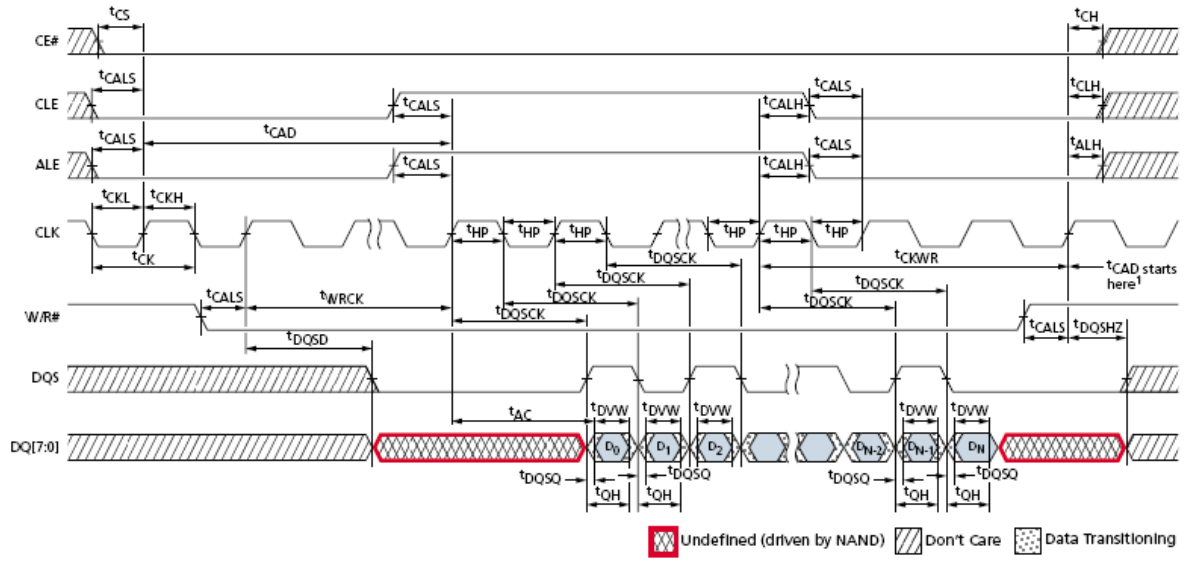 tCS
tCH
CE#
tCALS
tCALS
tCLH
CLE
tCALS
tCALH
tCAD
tCALS
tCALS
tALH
ALE
tCALS
tCALH
tCKL
tCKH
CLK
tHP
tHP
tHP
tHP
tHP
tHP
tCK
tDQSCK
tCKWR
tCAD starts
here1
tDQSCK
tDQSCK
tCALS
tWRCK
tDQSCK
tDQSCK
W/R#
tDQSCK
tDQSD
tCALS
tDQSHZ
DQS
tAC
tDVW
tDVW
tDVW
tDVW
tDVW
DQ[7:0]
D0
D1
D2
DN-2
DN-1
DN
tDQSQ
tDQSQ
tDQSQ
tDQSQ
tQH
tQH
tQH
tQH
Undefined (driven by NAND)
Don't Care
Data Transitioning